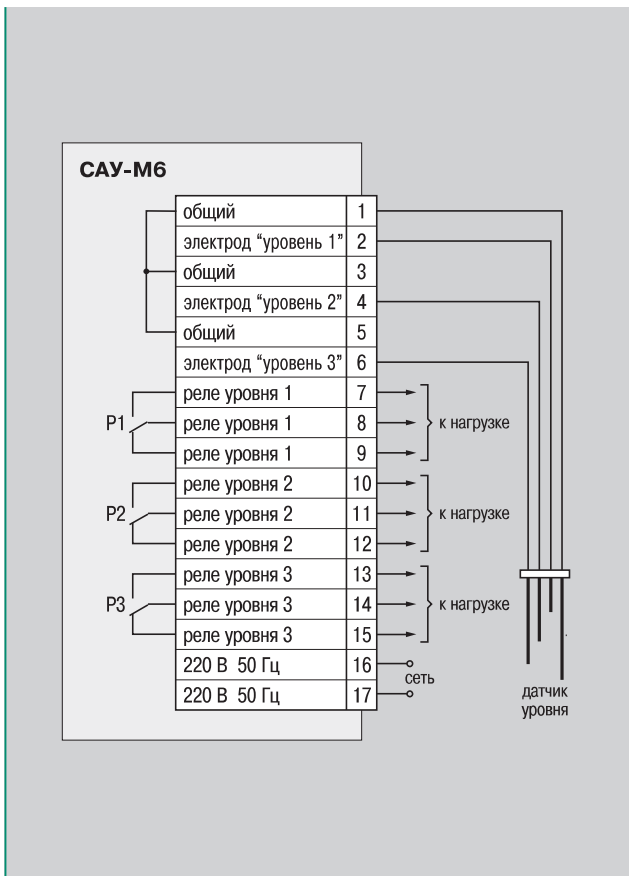 САУ-М6
общий 1
электрод “уровень 1” 2
общий 3
электрод “уровень 2” 4
общий 5
электрод “уровень 3” 6
реле уровня 1 7
P1 реле уровня 1 8 к нагрузке
реле уровня 1 9
реле уровня 2 10
P2 реле уровня 2 11 к нагрузке
реле уровня 2 12
реле уровня 3 13
P3 реле уровня 3 14 к нагрузке
реле уровня 3 15
220 В 50 Гц 16
сеть
220 В 50 Гц 17
датчик
уровня